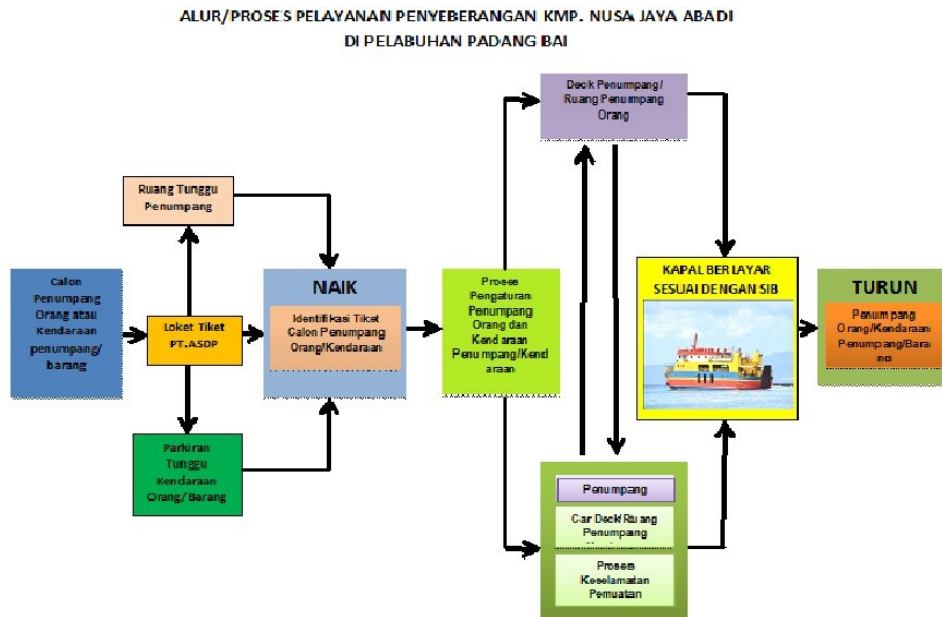 ALUR/PROSES PELAYANAN PENYEBERANGAN KMP. NUSA JAYA ABADI
DI PELABUHAN PADANG BAI
Calon
Penumpang
Orang atau
Kendaraan
penumpang/
barang
Loket Tiket
PT.ASDP
Ruang Tunggu
Penumpang
Parkiran
Tunggu
Kendaraan
Orang/Barang
NAIK
Identifikasi Tiket
Calon Penumpang
Orang/Kendaraan
Proses
Pengaturan
Penumpang
Orang dan
Kendaraan
Penumpang/Kend
araan
Deck Penumpang/
Ruang Penumpang
Orang
Penumpang
Car Deck/Ruang
Penumpang
Proses
Keselamatan
Pemuatan
KAPAL BERLAYAR
SESUAI DENGAN SIB
TURUN
Penumpang
Orang/Kendaraan
Penumpang/Bara